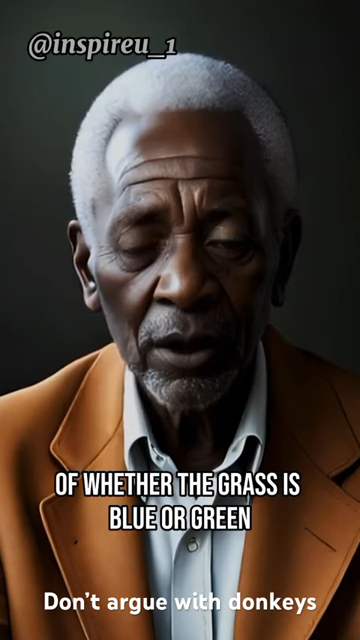 @inspireu_1
OF WHETHER THE GRASS IS
BLUE OR GREEN
Don't argue with donkeys